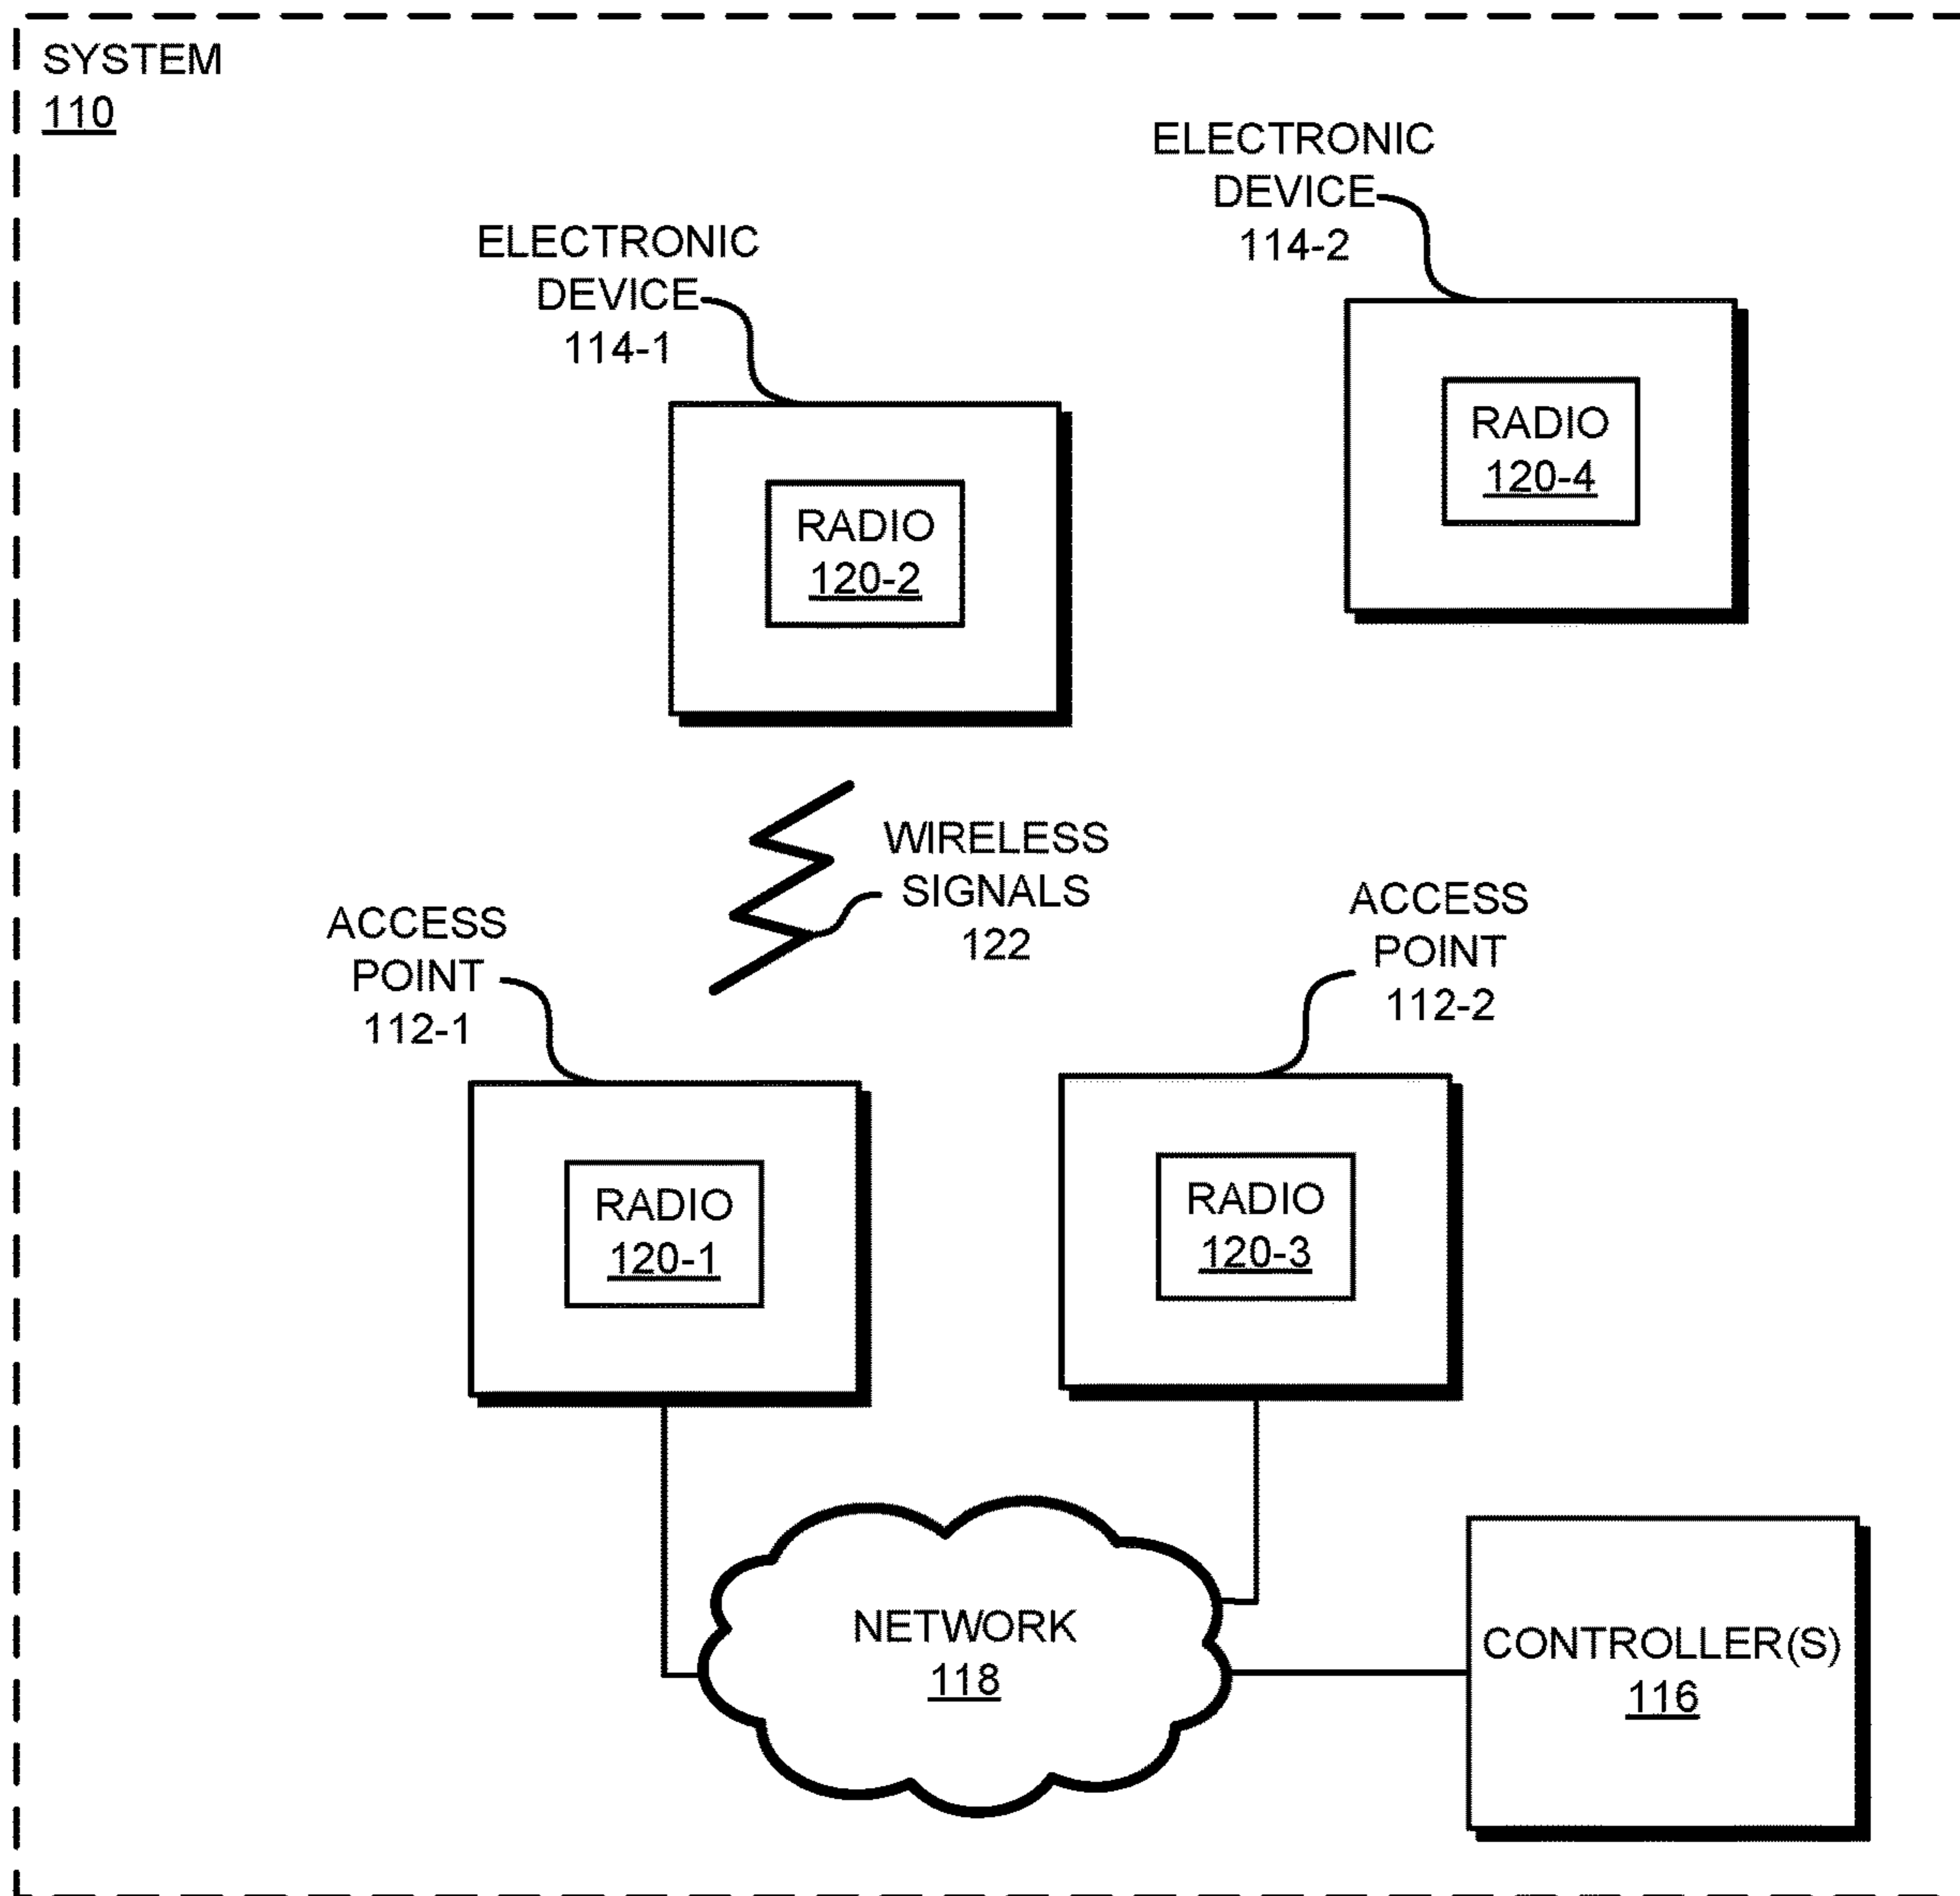 SYSTEM
110
ELECTRONIC
DEVICE
114-2
ELECTRONIC
DEVICE
114-1
RADIO
120-4
RADIO
120-2
WIRELESS
SIGNALS
122
ACCESS
POINT
112-1
ACCESS
POINT
112-2
RADIO
120-1
RADIO
120-3
NETWORK
118
CONTROLLER(S)
116